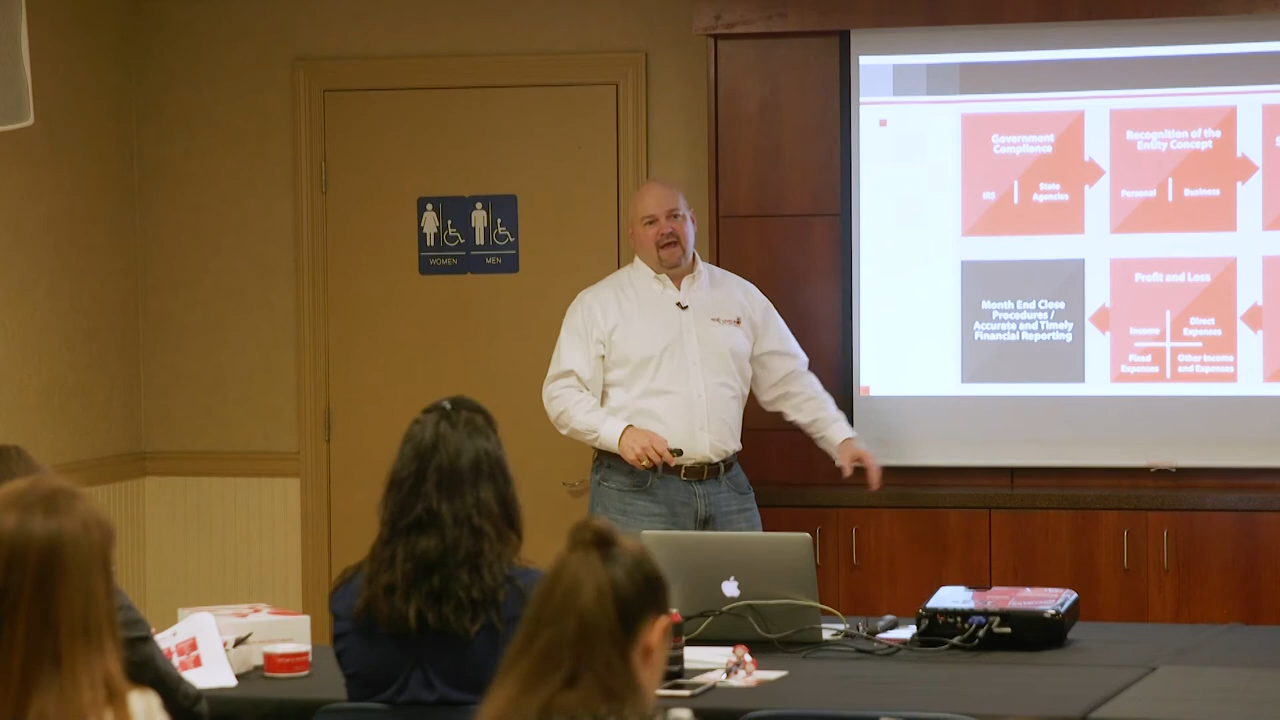 WOMEN
MEN
Government
Compliance
IRS
State
Agencies
Recognition of the
Entity Concept
Personal
Business
Month End Close
Procedures /
Accurate and Timely
Financial Reporting
Profit and Loss
Income
Direct
Expenses
Fixed
Expenses
Other Income
and Expenses